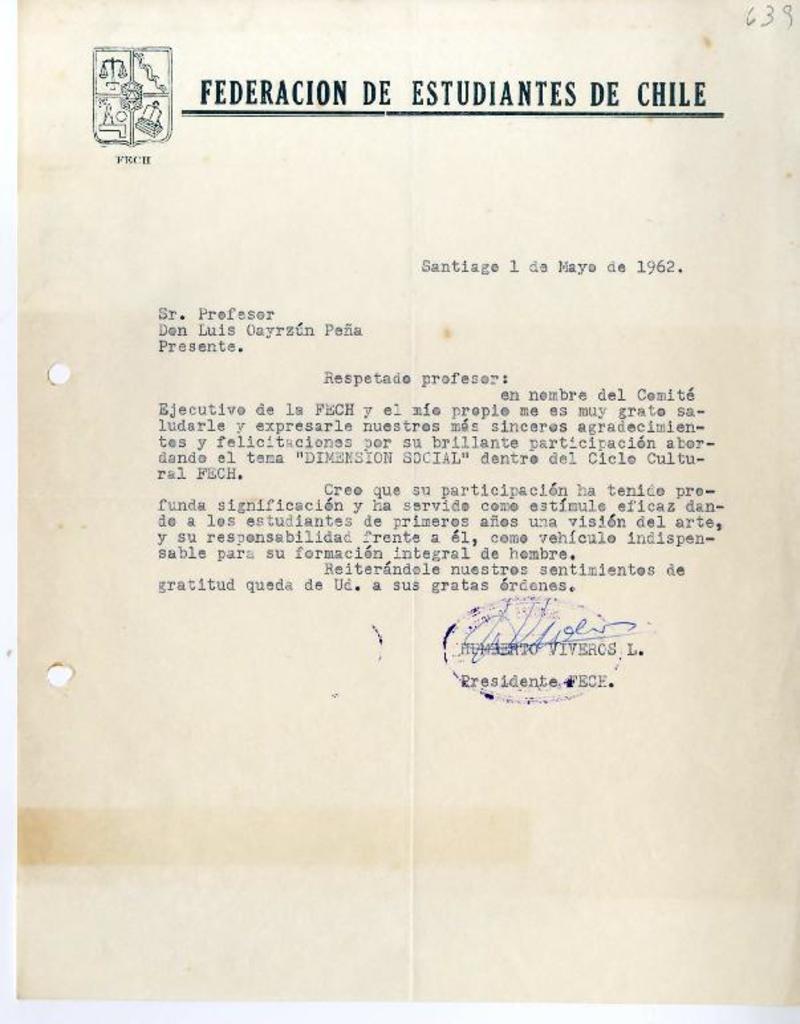 639
FEDERACION DE ESTUDIANTES DE CHILE
FECH
Santiago 1 de Mayo de 1962.
Sr. Profesor
Don Luis Oayrzún Peña
Presente.
Respetado profesor:
en nombre del Comité
Ejecutivo de la FECH y el mío propio me es muy grato sa-
ludarle y expresarle nuestros más sinceros agradecimien-
tos y felicitaciones por su brillante participación abor-
dando el tema "DIMENSION SOCIAL" dentro del Ciclo Cultu-
ral FECH.
Creo que su participación ha tenido pro-
funda significación y ha servido como estímulo eficaz dan-
do a los estudiantes de primeros años una visión del arte,
y su responsabilidad frente a él, como vehículo indispen-
sable para su formación integral de hombre.
Reiterándole nuestros sentimientos de
gratitud queda de Ud. a sus gratas órdenes.
HUMBERTO VIVEROS L.
Presidente FECH.